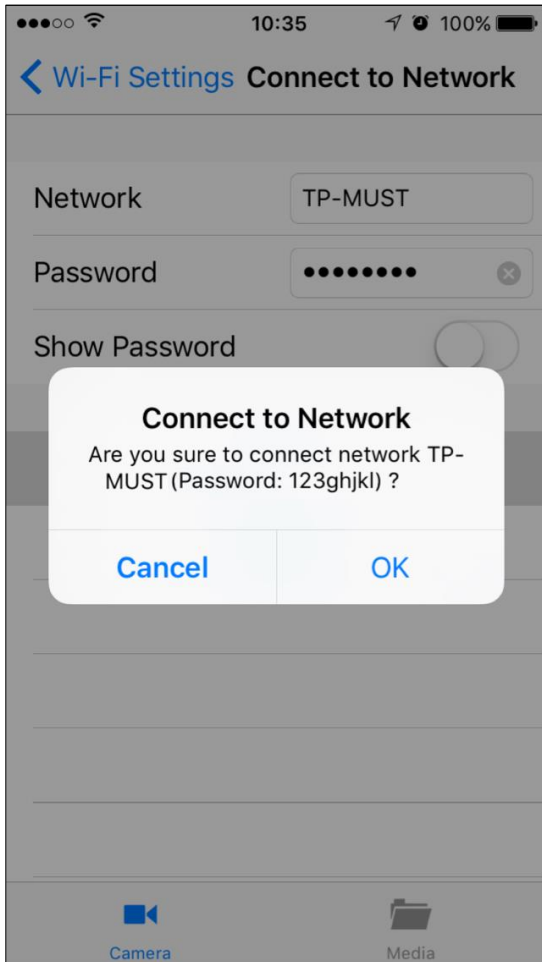 10:35 100%
Wi-Fi Settings Connect to Network
Network TP-MUST
Password ••••••••
Show Password
Connect to Network
Are you sure to connect network TP-
MUST(Password: 123ghjkl) ?
Cancel OK
Camera Media